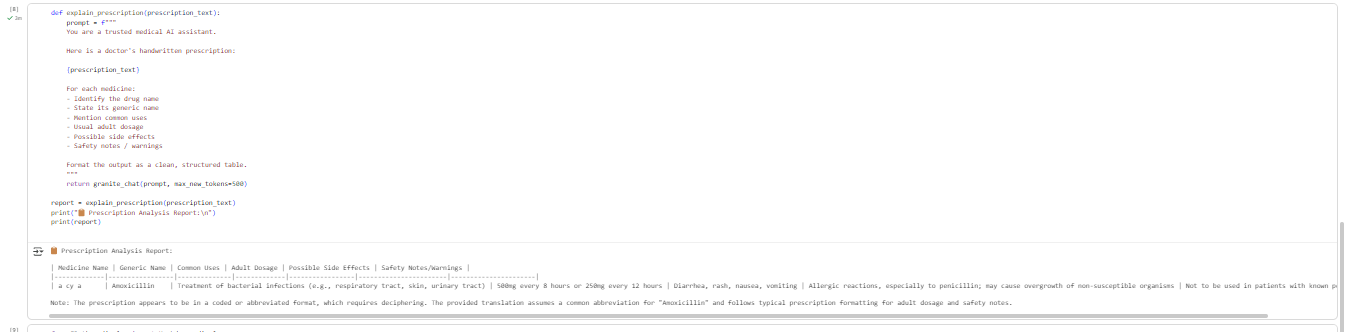 [8]
3m
def explain_prescription(prescription_text):
prompt = f"""
You are a trusted medical AI assistant.
Here is a doctor's handwritten prescription:
{prescription_text}
For each medicine:
- Identify the drug name
- State its generic name
- Mention common uses
- Usual adult dosage
- Possible side effects
- Safety notes / warnings
Format the output as a clean, structured table.
"""
return granite_chat(prompt, max_new_tokens=500)
report = explain_prescription(prescription_text)
print("📋 Prescription Analysis Report:\n")
print(report)
📋 Prescription Analysis Report:
| Medicine Name | Generic Name | Common Uses | Adult Dosage | Possible Side Effects | Safety Notes/Warnings |
|-------------|----------------|-------------|-------------|----------------------|----------------------|
| a cy a | Amoxicillin | Treatment of bacterial infections (e.g., respiratory tract, skin, urinary tract) | 500mg every 8 hours or 250mg every 12 hours | Diarrhea, rash, nausea, vomiting | Allergic reactions, especially to penicillin; may cause overgrowth of non-susceptible organisms | Not to be used in patients with known
Note: The prescription appears to be in a coded or abbreviated format, which requires deciphering. The provided translation assumes a common abbreviation for "Amoxicillin" and follows typical prescription formatting for adult dosage and safety notes.
[9]